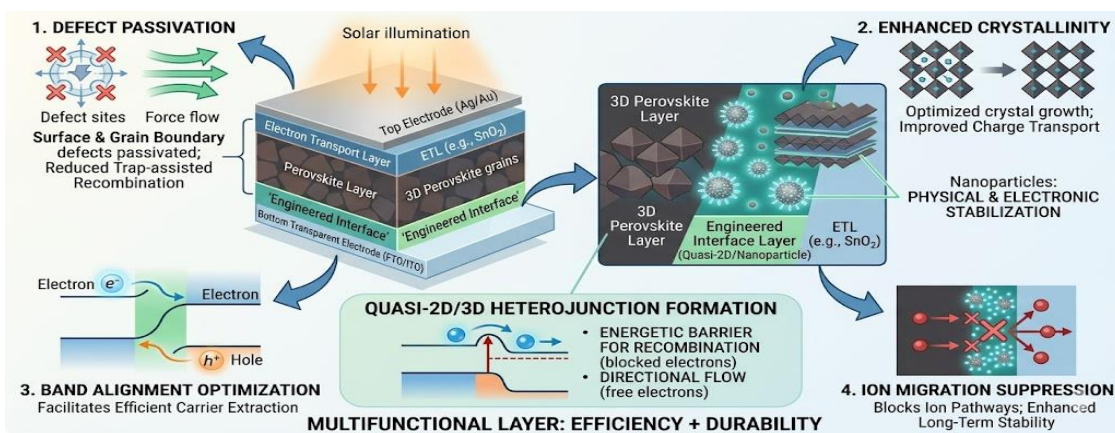 1. DEFECT PASSIVATION
Defect sites
Force flow
Surface & Grain Boundary
defects passivated;
Reduced Trap-assisted
Recombination
Solar illumination
Top Electrode (Ag/Au)
Electron Transport Layer
ETL (e.g., SnO₂)
Perovskite Layer
3D Perovskite grains
'Engineered Interface'
'Engineered Interface'
Bottom Transparent Electrode (FTO/ITO)
3D Perovskite
Layer
3D
Perovskite
Layer
Engineered
Interface Layer
(Quasi-2D/Nanoparticle)
ETL
(e.g., SnO₂)
2. ENHANCED CRYSTALLINITY
Optimized crystal growth;
Improved Charge Transport
Nanoparticles:
PHYSICAL & ELECTRONIC
STABILIZATION
Electron e⁻
Electron
h⁺ Hole
3. BAND ALIGNMENT OPTIMIZATION
Facilitates Efficient Carrier Extraction
QUASI-2D/3D HETEROJUNCTION FORMATION
• ENERGETIC BARRIER
FOR RECOMBINATION
(blocked electrons)
• DIRECTIONAL FLOW
(free electrons)
4. ION MIGRATION SUPPRESSION
Blocks Ion Pathways; Enhanced
Long-Term Stability
MULTIFUNCTIONAL LAYER: EFFICIENCY + DURABILITY